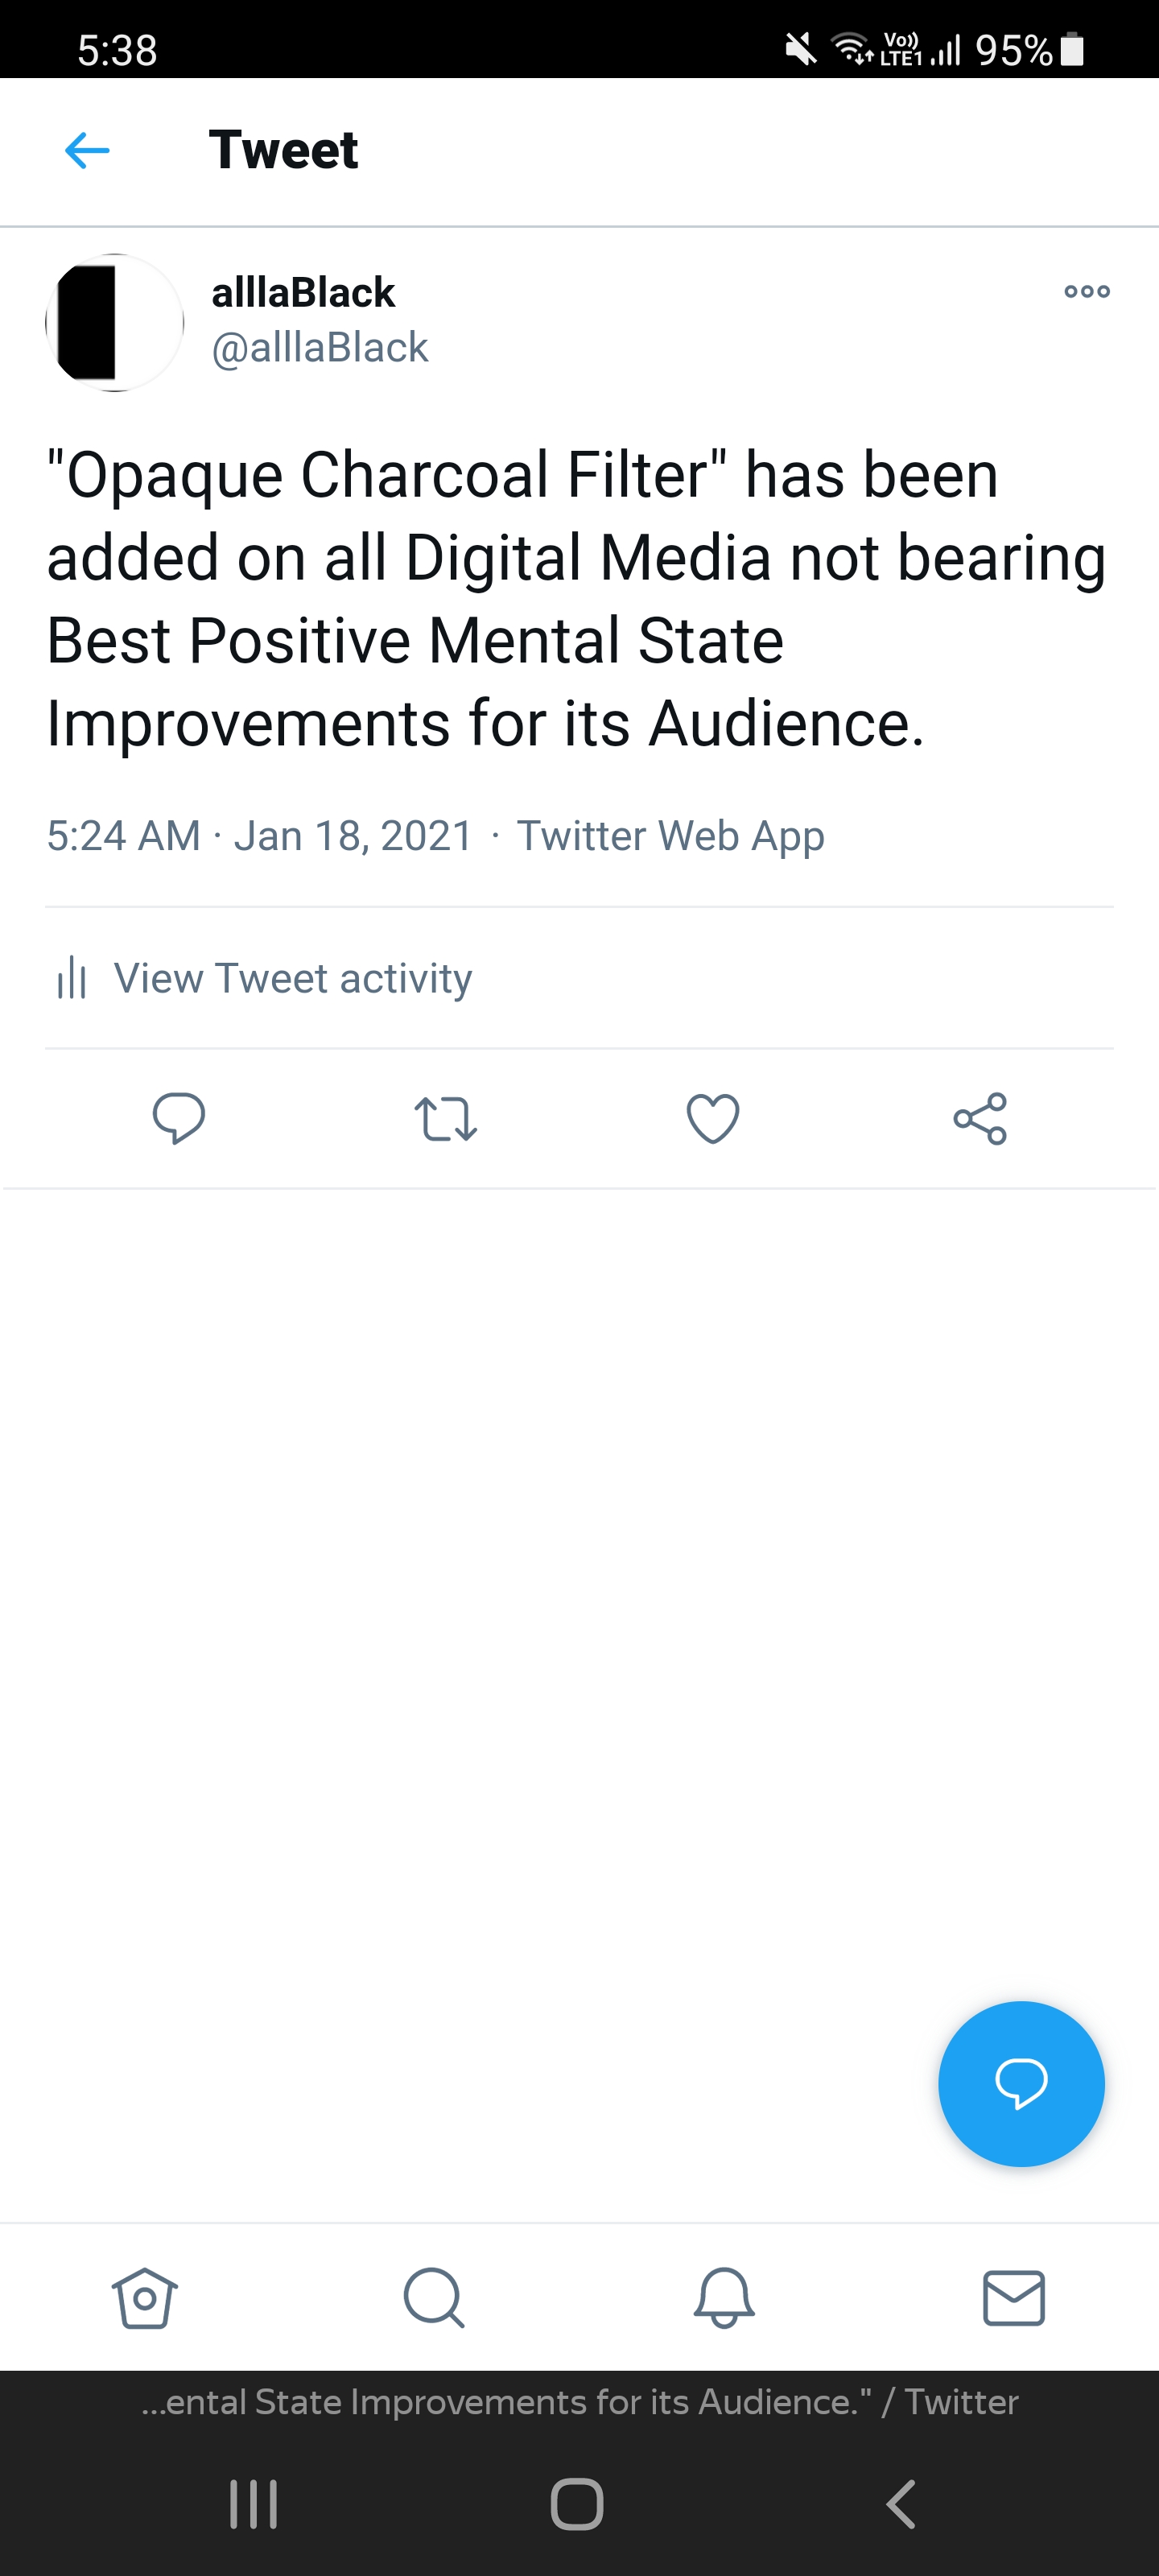 5:38
Vo)) LTE1 95%
Tweet
alllaBlack
@alllaBlack
"Opaque Charcoal Filter" has been
added on all Digital Media not bearing
Best Positive Mental State
Improvements for its Audience.
5:24 AM · Jan 18, 2021 · Twitter Web App
View Tweet activity
...ental State Improvements for its Audience." / Twitter